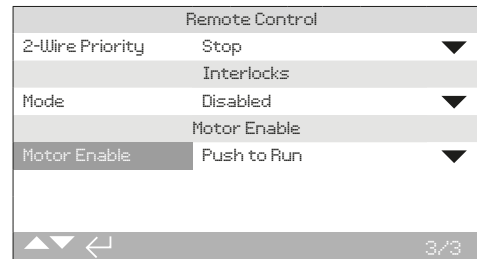 Remote Control
2-Wire Priority Stop
Interlocks
Mode Disabled
Motor Enable
Motor Enable Push to Run
3/3